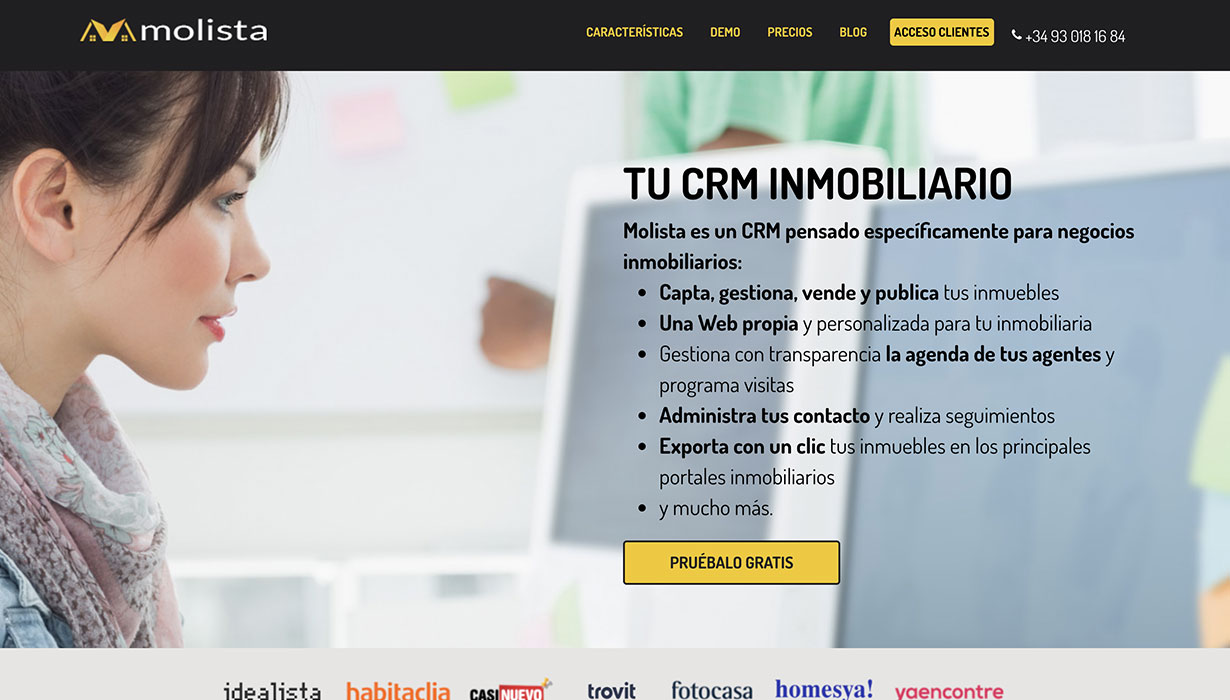 molista
CARACTERÍSTICAS DEMO PRECIOS BLOG ACCESO CLIENTES +34 93 018 16 84
TU CRM INMOBILIARIO
Molista es un CRM pensado específicamente para negocios
inmobiliarios:
• Capta, gestiona, vende y publica tus inmuebles
• Una Web propia y personalizada para tu inmobiliaria
• Gestiona con transparencia la agenda de tus agentes y
programa visitas
• Administra tus contacto y realiza seguimientos
• Exporta con un clic tus inmuebles en los principales
portales inmobiliarios
• y mucho más.
PRUÉBALO GRATIS
idealista habitaclia CASINUEVO trovit fotocasa homesya! yaencontre